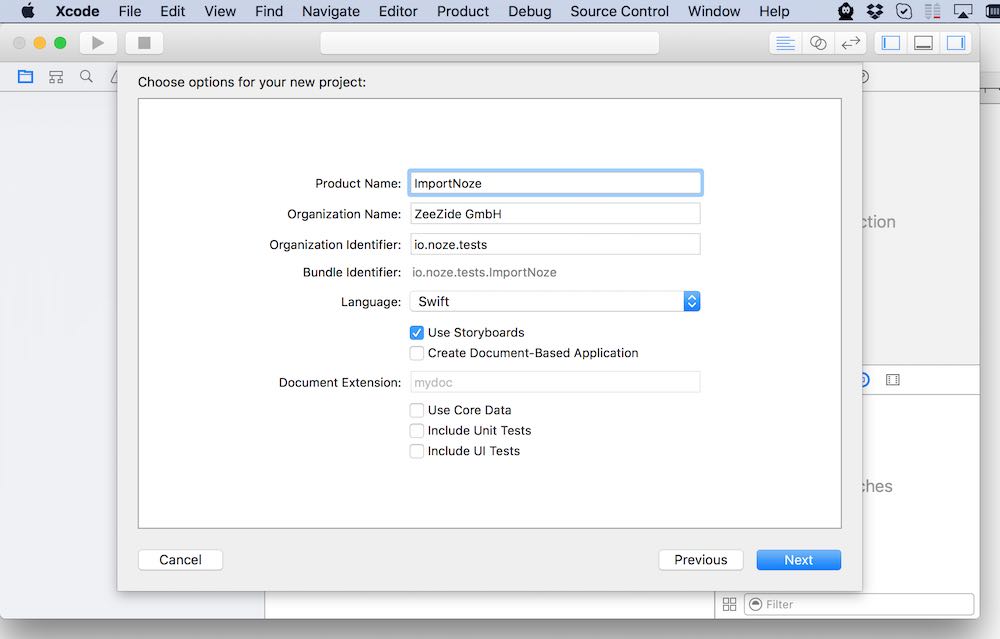 Xcode File Edit View Find Navigate Editor Product Debug Source Control Window Help
Choose options for your new project:
Product Name: ImportNoze
Organization Name: ZeeZide GmbH
ction
Organization Identifier: io.noze.tests
Bundle Identifier: io.noze.tests.ImportNoze
Language: Swift
Use Storyboards
Create Document-Based Application
Document Extension: mydoc
Use Core Data
Include Unit Tests
Include UI Tests
ches
Cancel Previous Next
Filter